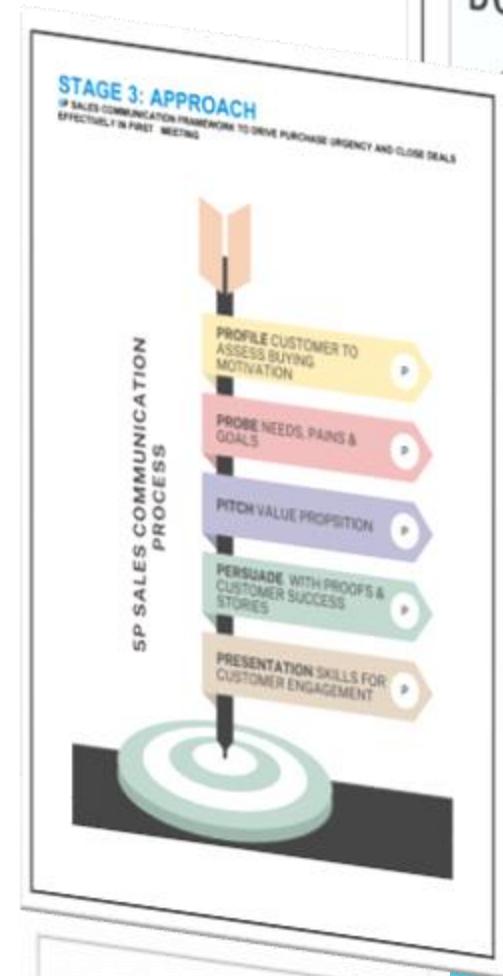 STAGE 3: APPROACH
5P SALES COMMUNICATION FRAMEWORK TO DRIVE PURCHASE URGENCY AND CLOSE DEALS
EFFECTIVELY IN FIRST MEETING
5P SALES COMMUNICATION
PROCESS
PROFILE CUSTOMER TO
ASSESS BUYING
MOTIVATION
P
PROBE NEEDS, PAINS &
GOALS
P
PITCH VALUE PROPSITION
P
PERSUADE WITH PROOFS &
CUSTOMER SUCCESS
STORIES
P
PRESENTATION SKILLS FOR
CUSTOMER ENGAGEMENT
P